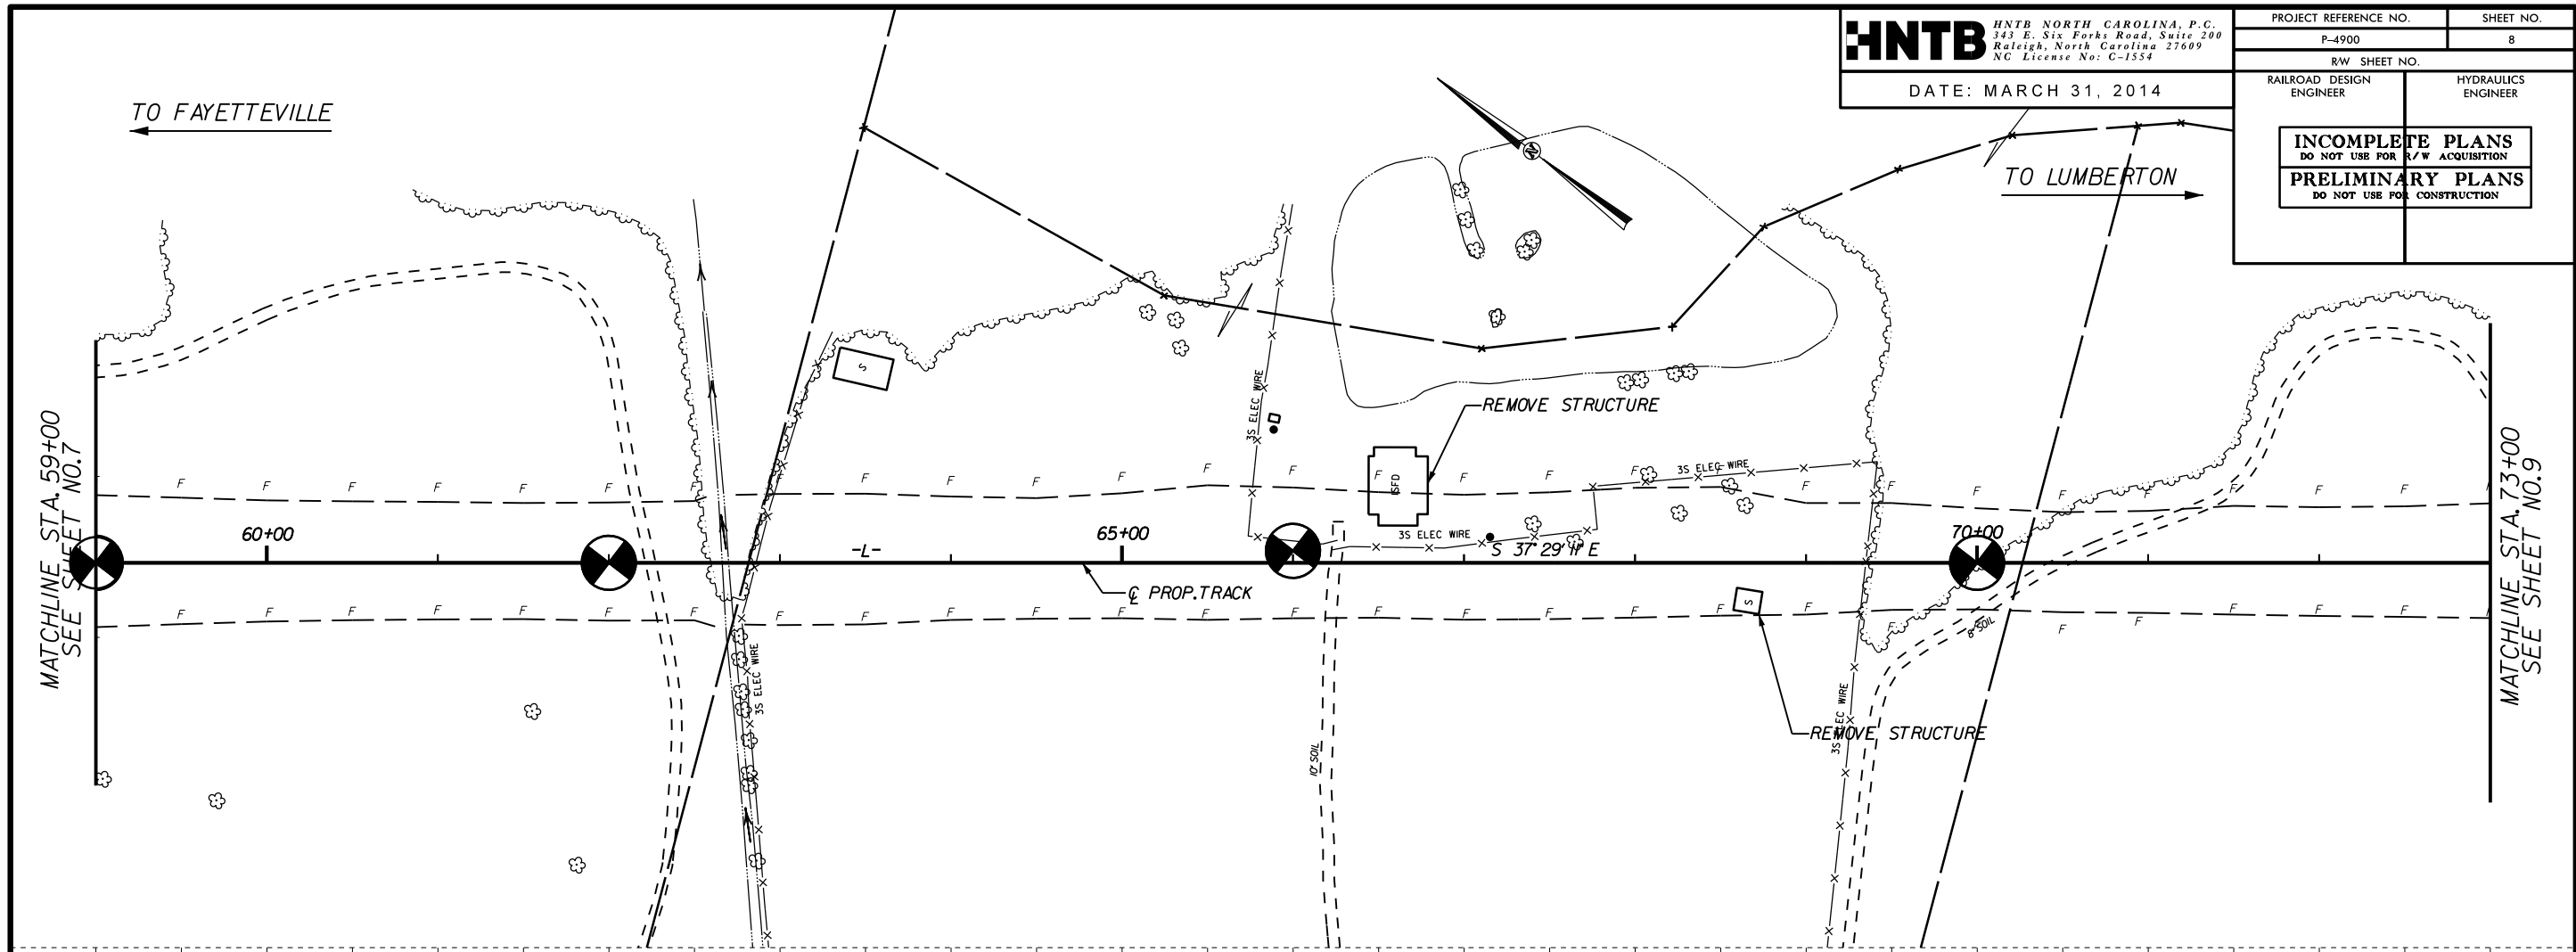 HNTB
HNTB NORTH CAROLINA, P.C.
343 E. Six Forks Road, Suite 200
Raleigh, North Carolina 27609
NC License No: C-1554
DATE: MARCH 31, 2014
PROJECT REFERENCE NO.
SHEET NO.
P-4900
8
RW SHEET NO.
RAILROAD DESIGN
ENGINEER
HYDRAULICS
ENGINEER
INCOMPLETE PLANS
DO NOT USE FOR R/W ACQUISITION
PRELIMINARY PLANS
DO NOT USE FOR CONSTRUCTION
TO FAYETTEVILLE
TO LUMBERTON
N
S
3S ELEC WIRE
REMOVE STRUCTURE
MATCHLINE STA. 59+00
SEE SHEET NO.7
MATCHLINE STA. 73+00
SEE SHEET NO.9
F F F F F F F F F F F F F F F F F F F F F F F F F F F
ISFD
3S ELEC WIRE
60+00
-L-
65+00
3S ELEC WIRE
S 37°29'11" E
70+00
℄ PROP. TRACK
S
F F F F F F F F F F F F F F F F F F F F F F F F F F F
8' SOIL
3S ELEC WIRE
10' SOIL
3S ELEC WIRE
REMOVE STRUCTURE